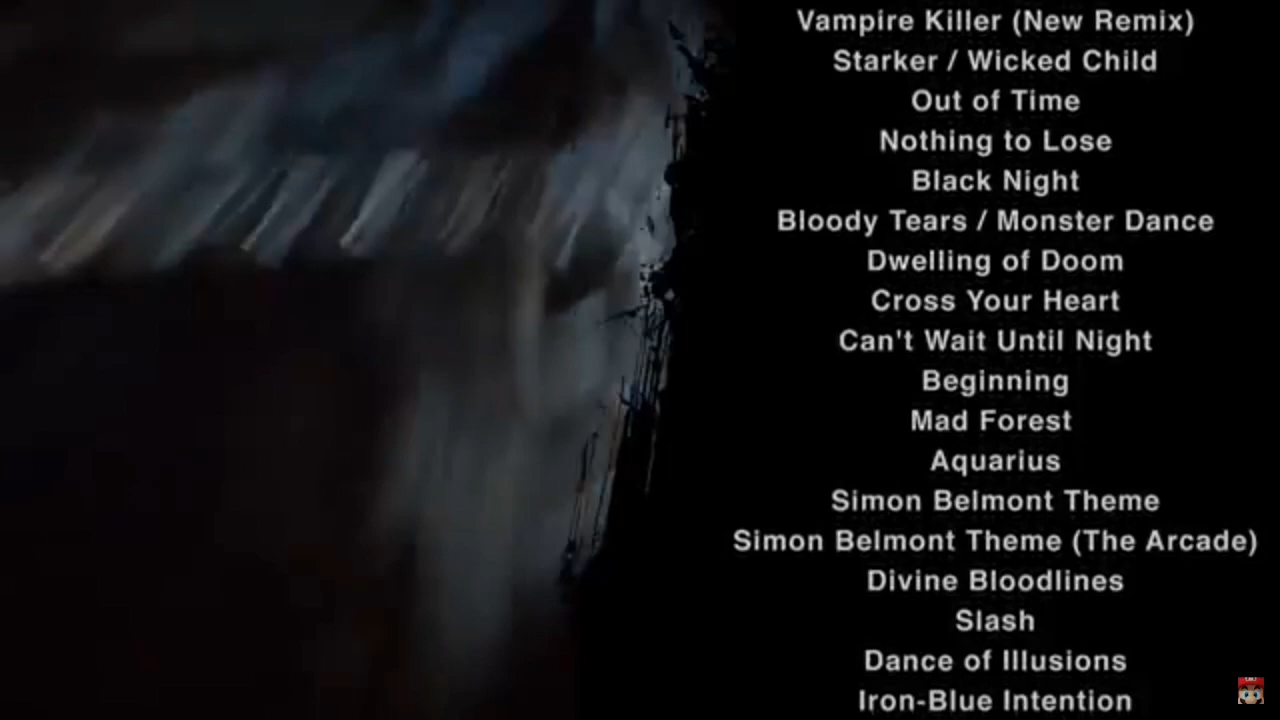 Vampire Killer (New Remix)
Starker / Wicked Child
Out of Time
Nothing to Lose
Black Night
Bloody Tears / Monster Dance
Dwelling of Doom
Cross Your Heart
Can't Wait Until Night
Beginning
Mad Forest
Aquarius
Simon Belmont Theme
Simon Belmont Theme (The Arcade)
Divine Bloodlines
Slash
Dance of Illusions
Iron-Blue Intention